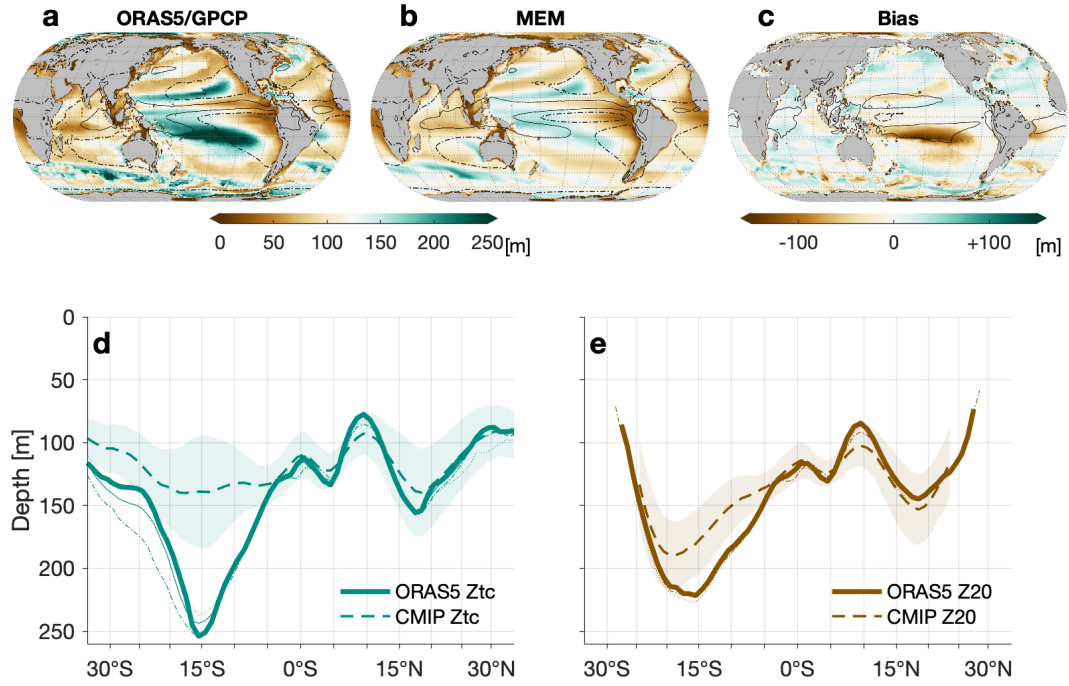 a ORAS5/GPCP
b MEM
c Bias
0 50 100 150 200 250 [m]
-100 0 +100 [m]
d
e
Depth [m]
0
50
100
150
200
250
ORAS5 Ztc
CMIP Ztc
ORAS5 Z20
CMIP Z20
30°S 15°S 0°S 15°N 30°N
30°S 15°S 0°S 15°N 30°N